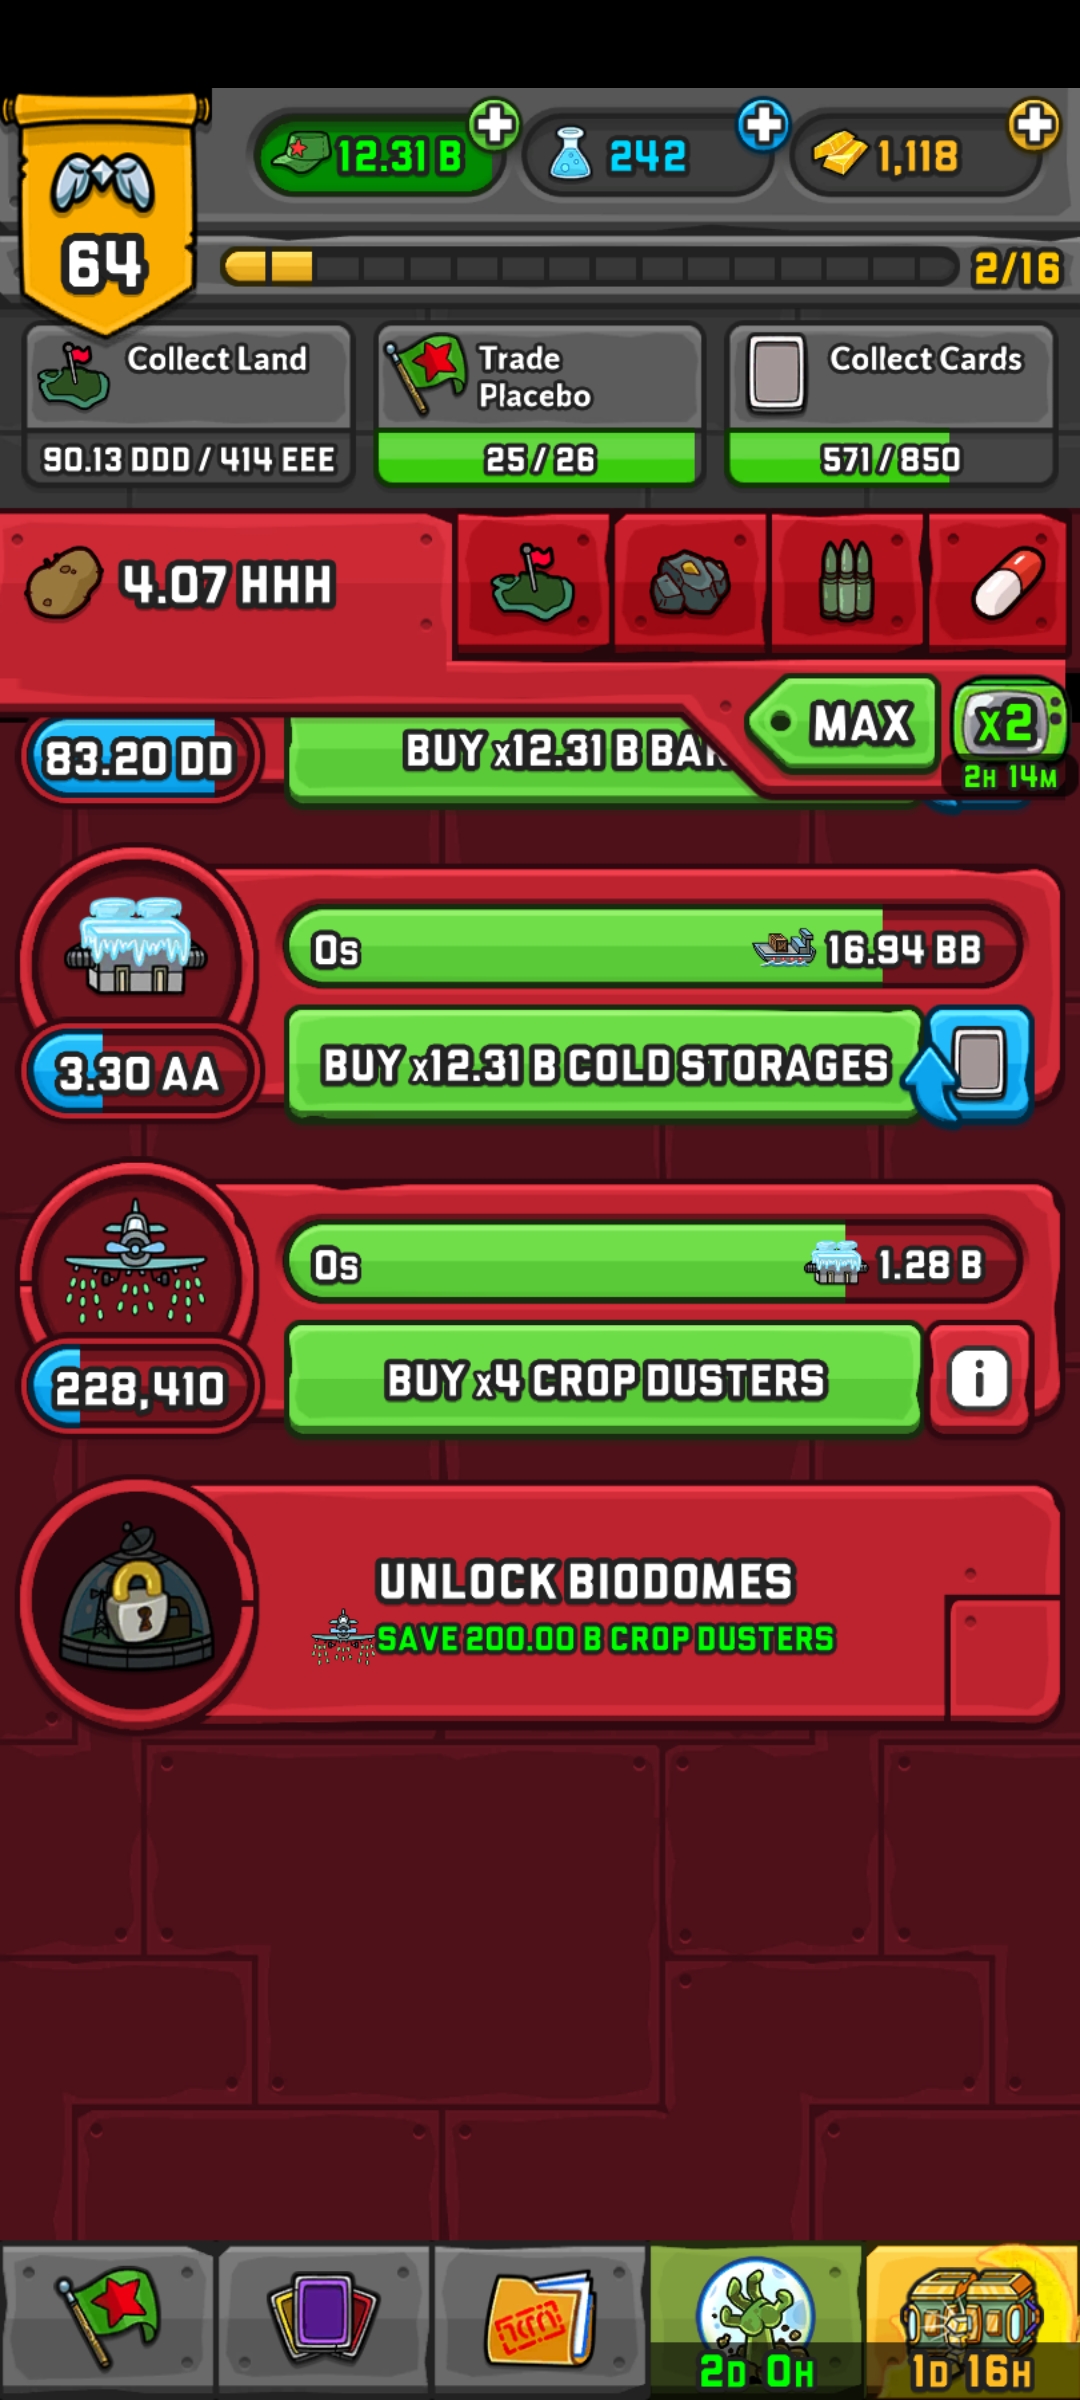 12.31 B
242
1,118
64
2/16
Collect Land
90.13 DDD / 414 EEE
Trade
Placebo
25 / 26
Collect Cards
571 / 850
4.07 HHH
MAX
x2
2H 14M
83.20 DD
BUY x12.31 B
0s
16.94 BB
3.30 AA
BUY x12.31 B COLD STORAGES
0s
1.28 B
228,410
BUY x4 CROP DUSTERS
i
UNLOCK BIODOMES
SAVE 200.00 B CROP DUSTERS
2D 0H
1D 16H